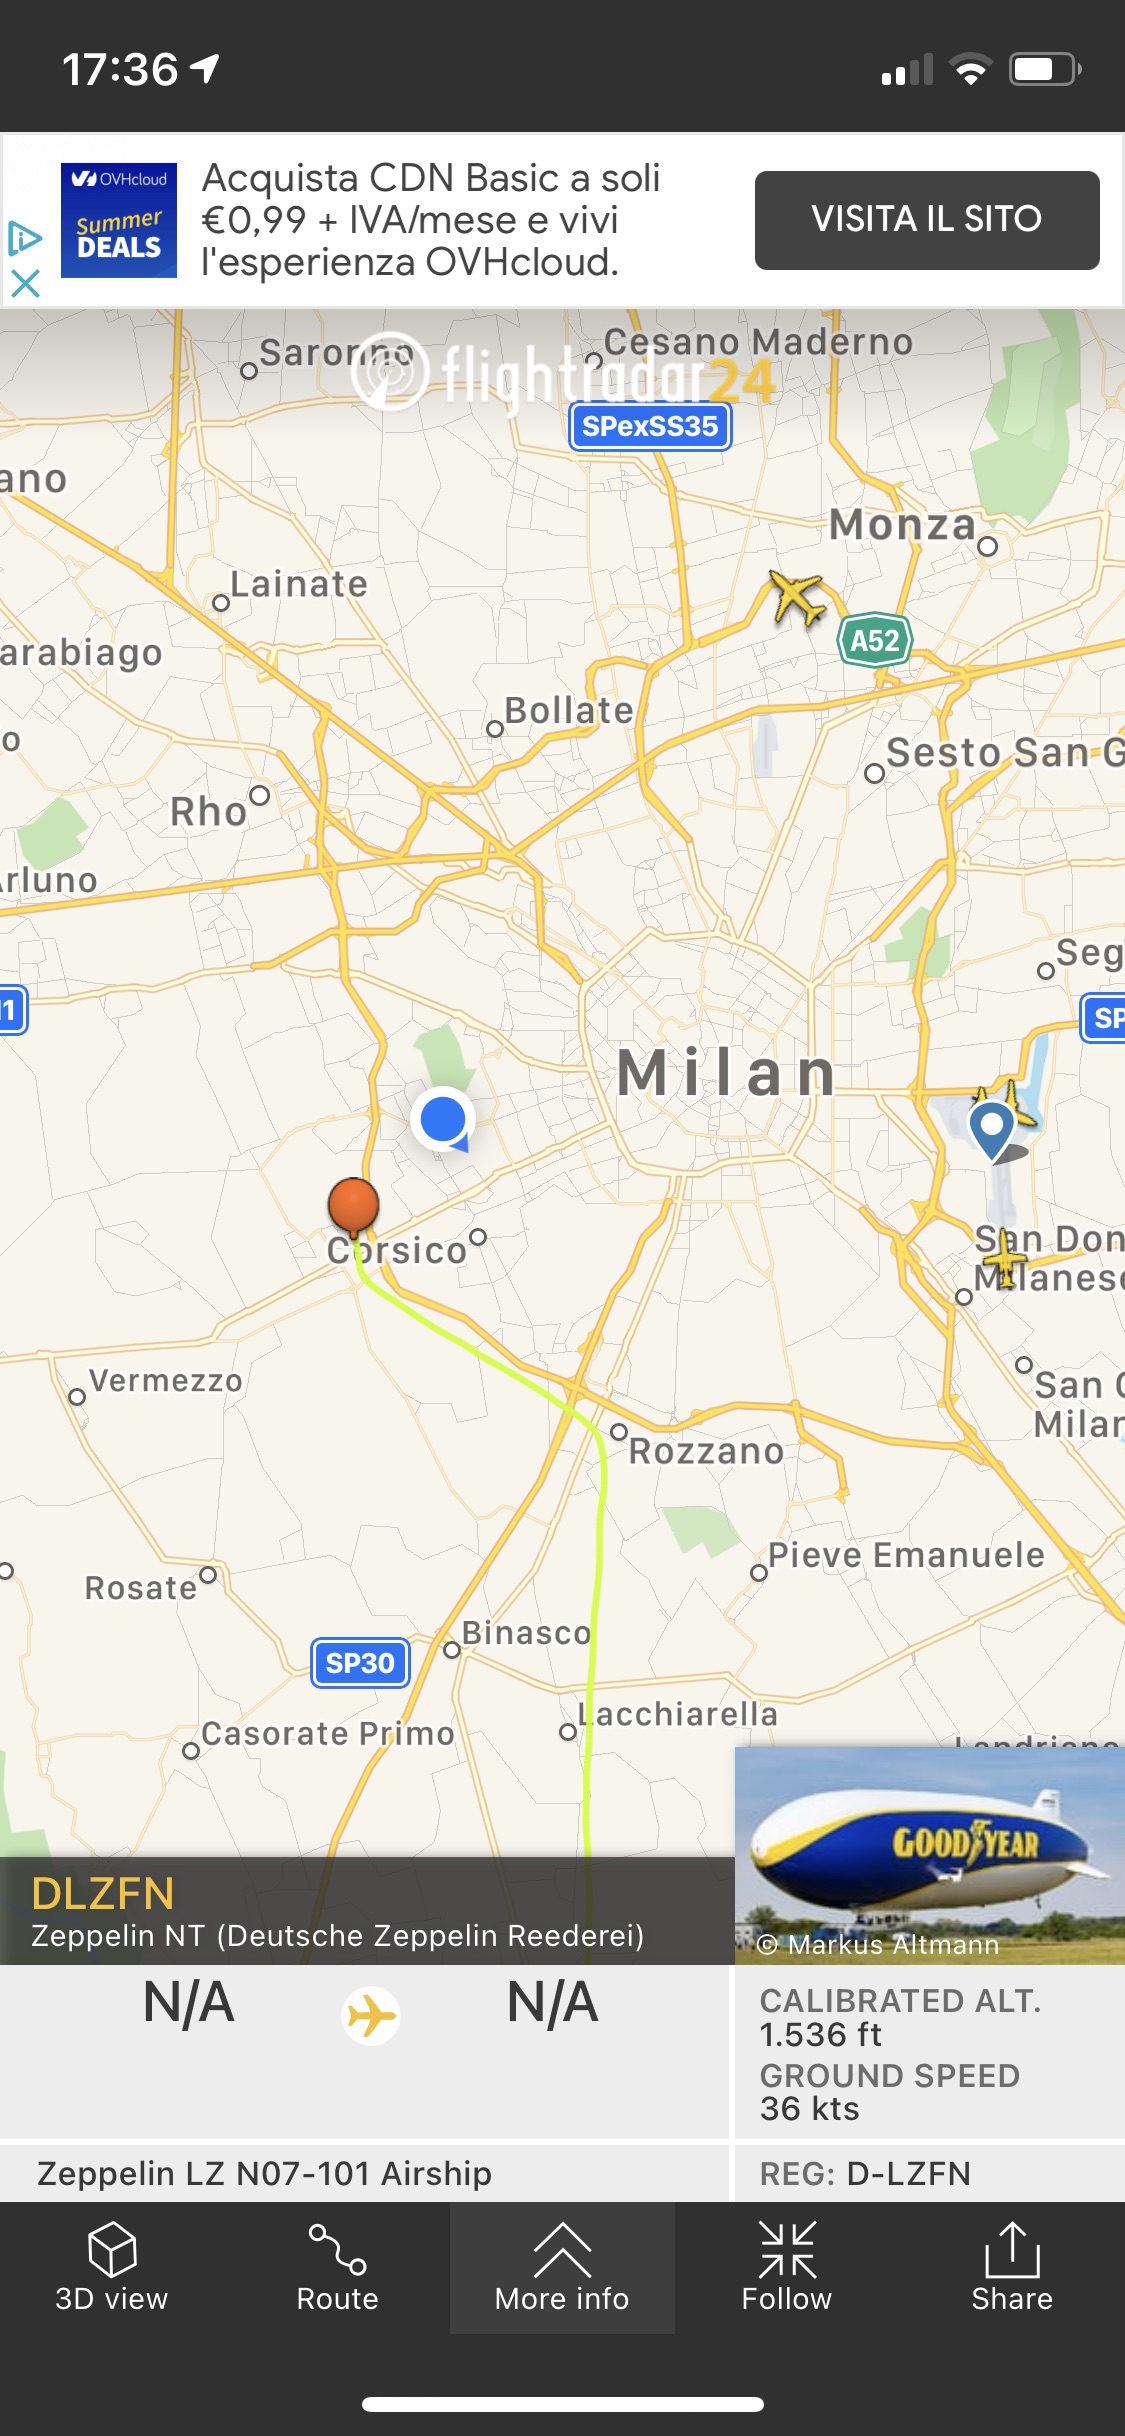 17:36
OVHcloud
Summer
DEALS
Acquista CDN Basic a soli
€0,99 + IVA/mese e vivi
l'esperienza OVHcloud.
VISITA IL SITO
Saronno
flightradar24
Cesano Maderno
SPexSS35
ano
Monza
Lainate
A52
arabiago
Bollate
o
Sesto San G
Rho
Arluno
Seg
11
SP
Milan
Corsico
San Don
Milanese
Vermezzo
San G
Milan
Rozzano
Pieve Emanuele
Rosate
Binasco
SP30
Lacchiarella
Casorate Primo
Landriano
GOODYEAR
DLZFN
Zeppelin NT (Deutsche Zeppelin Reederei)
© Markus Altmann
N/A
N/A
CALIBRATED ALT.
1.536 ft
GROUND SPEED
36 kts
Zeppelin LZ N07-101 Airship
REG: D-LZFN
3D view
Route
More info
Follow
Share